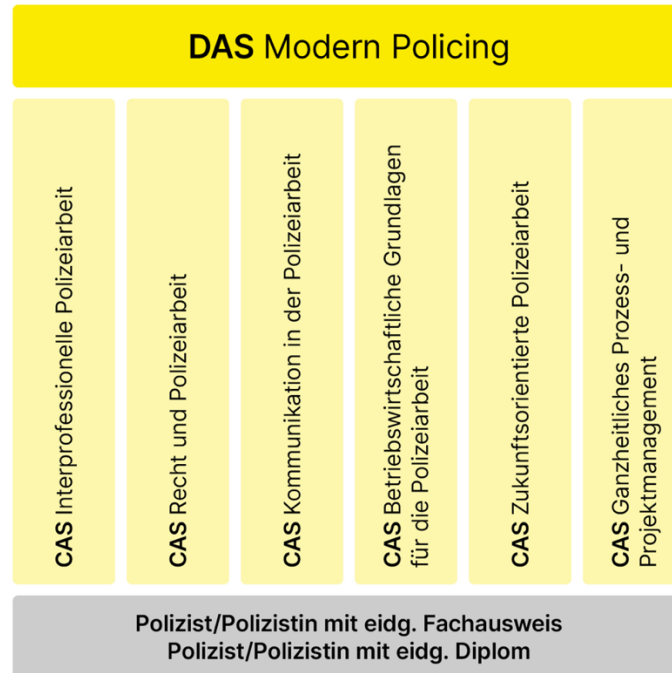 DAS Modern Policing
CAS Interprofessionelle Polizeiarbeit
CAS Recht und Polizeiarbeit
CAS Kommunikation in der Polizeiarbeit
CAS Betriebswirtschaftliche Grundlagen
für die Polizeiarbeit
CAS Zukunftsorientierte Polizeiarbeit
CAS Ganzheitliches Prozess- und
Projektmanagement
Polizist/Polizistin mit eidg. Fachausweis
Polizist/Polizistin mit eidg. Diplom